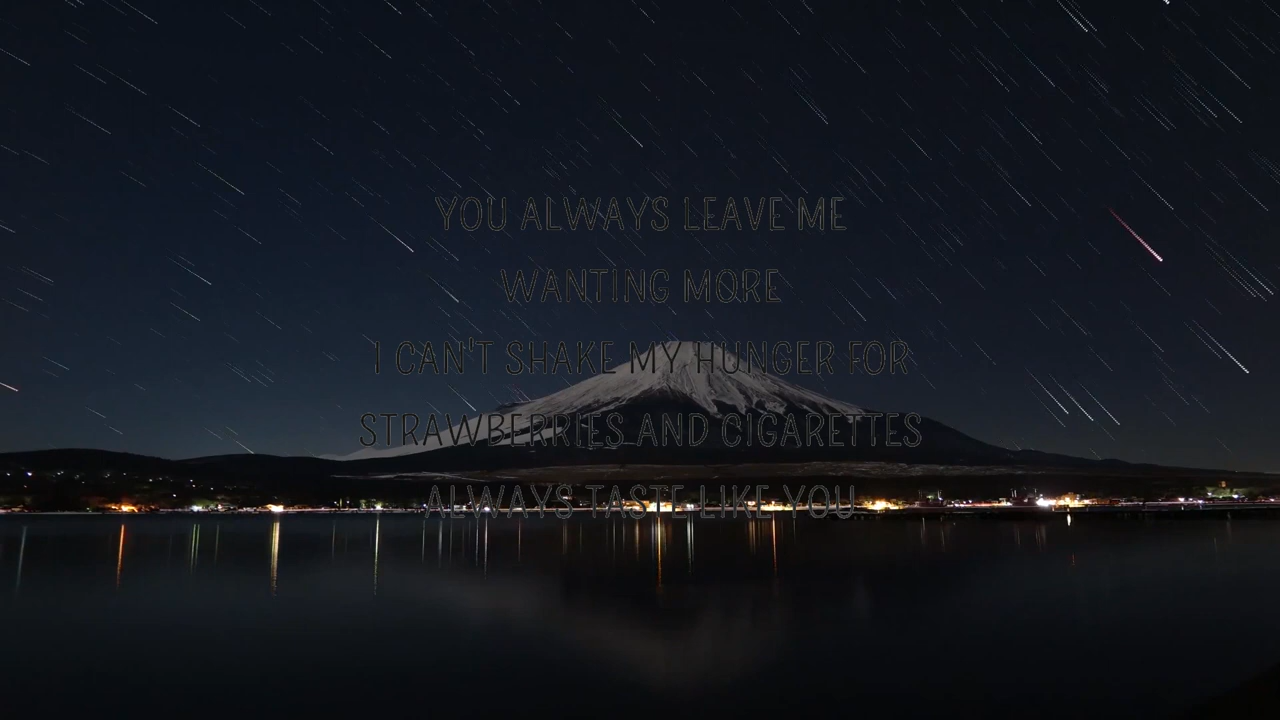 YOU ALWAYS LEAVE ME
WANTING MORE
I CAN'T SHAKE MY HUNGER FOR
STRAWBERRIES AND CIGARETTES
ALWAYS TASTE LIKE YOU